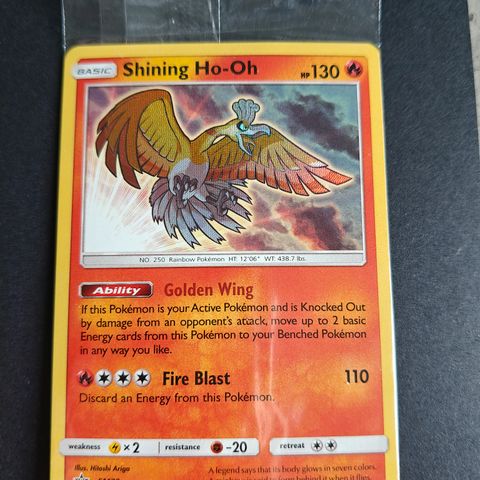 BASIC Shining Ho-Oh HP 130
NO. 250 Rainbow Pokémon HT: 12'06" WT: 438.7 lbs.
Ability Golden Wing
If this Pokémon is your Active Pokémon and is Knocked Out
by damage from an opponent's attack, move up to 2 basic
Energy cards from this Pokémon to your Benched Pokémon
in any way you like.
Fire Blast 110
Discard an Energy from this Pokémon.
weakness ×2 resistance -20 retreat
Illus. Hitoshi Ariga
A legend says that its body glows in seven colors.